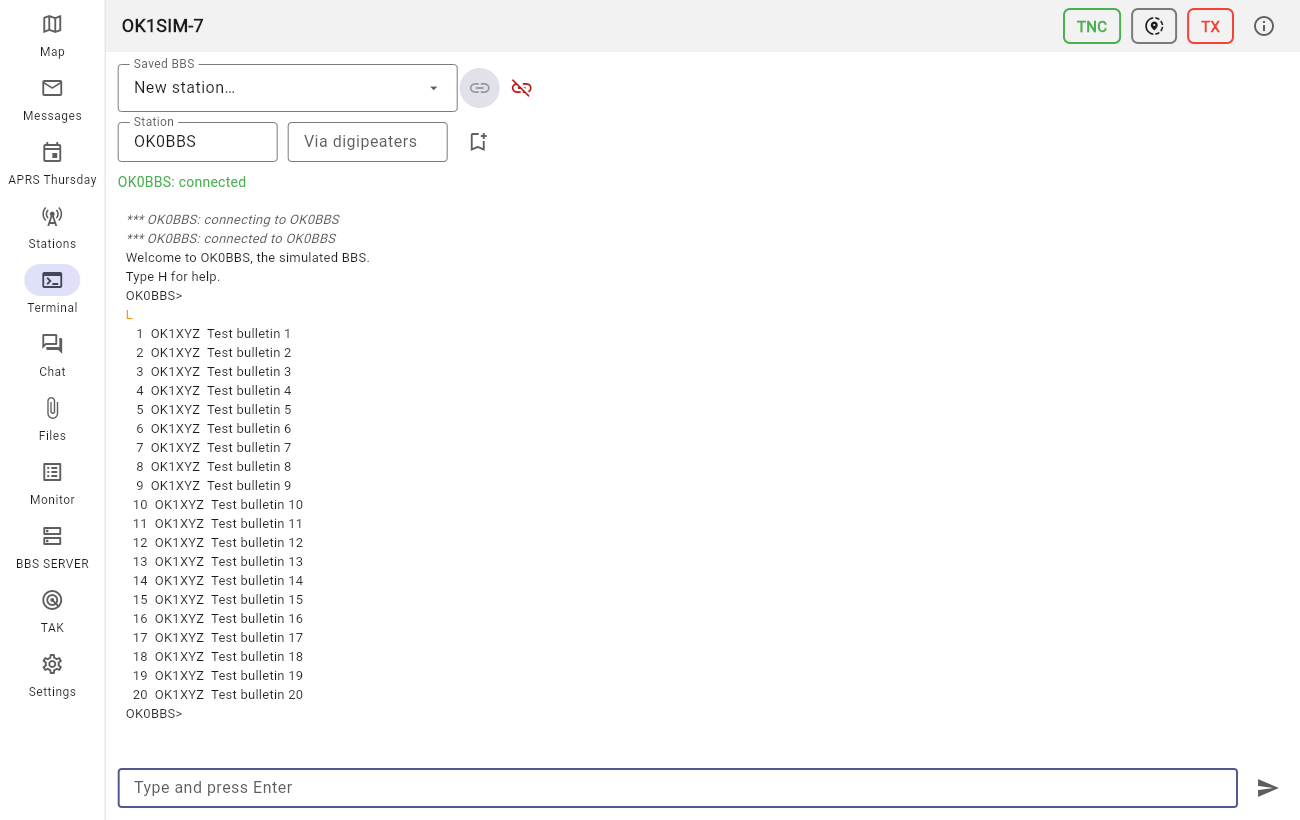 OK1SIM-7
TNC
TX
Map
Messages
APRS Thursday
Stations
Terminal
Chat
Files
Monitor
BBS SERVER
TAK
Settings
Saved BBS
New station…
Station
OK0BBS
Via digipeaters
OK0BBS: connected
*** OK0BBS: connecting to OK0BBS
*** OK0BBS: connected to OK0BBS
Welcome to OK0BBS, the simulated BBS.
Type H for help.
OK0BBS>
L
1 OK1XYZ Test bulletin 1
2 OK1XYZ Test bulletin 2
3 OK1XYZ Test bulletin 3
4 OK1XYZ Test bulletin 4
5 OK1XYZ Test bulletin 5
6 OK1XYZ Test bulletin 6
7 OK1XYZ Test bulletin 7
8 OK1XYZ Test bulletin 8
9 OK1XYZ Test bulletin 9
10 OK1XYZ Test bulletin 10
11 OK1XYZ Test bulletin 11
12 OK1XYZ Test bulletin 12
13 OK1XYZ Test bulletin 13
14 OK1XYZ Test bulletin 14
15 OK1XYZ Test bulletin 15
16 OK1XYZ Test bulletin 16
17 OK1XYZ Test bulletin 17
18 OK1XYZ Test bulletin 18
19 OK1XYZ Test bulletin 19
20 OK1XYZ Test bulletin 20
OK0BBS>
Type and press Enter